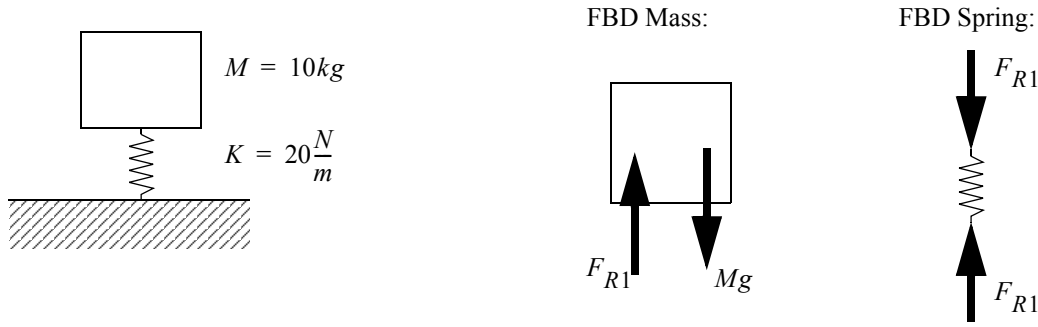 FBD Mass:
FBD Spring:
M = 10kg
K = 20 N/m
F_R1
Mg
F_R1
F_R1